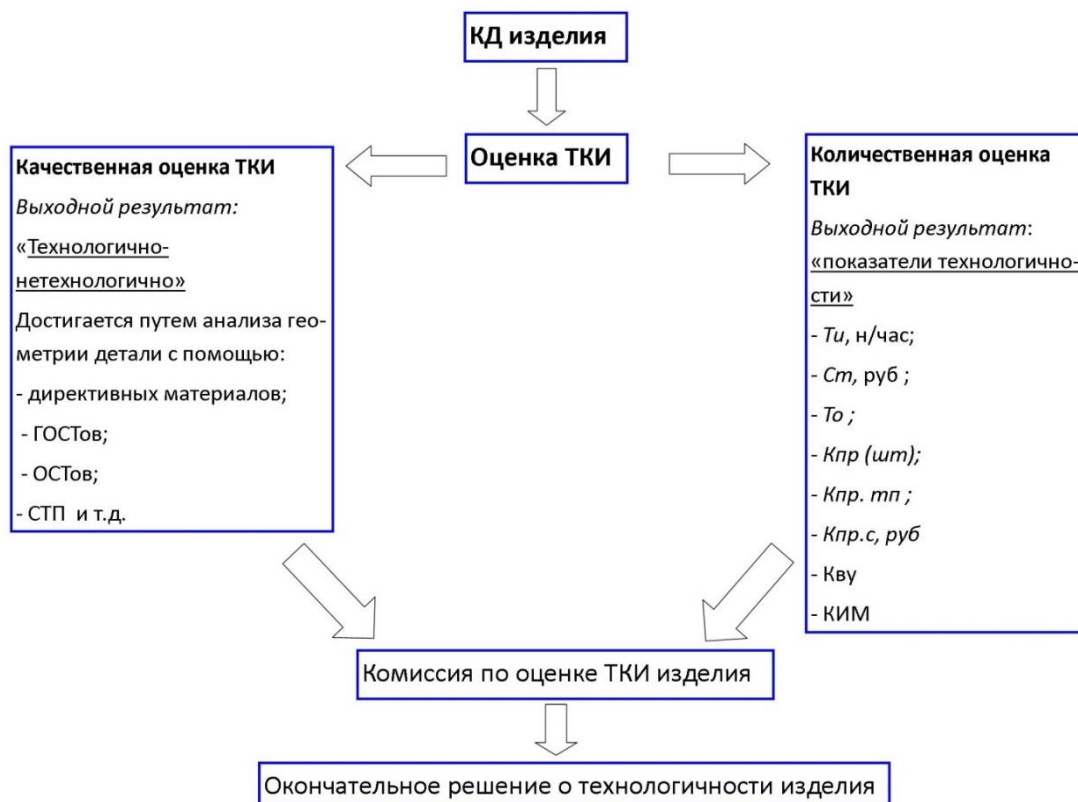 КД изделия
Оценка ТКИ
Качественная оценка ТКИ
Выходной результат:
«Технологично-
нетехнологично»
Достигается путем анализа гео-
метрии детали с помощью:
- директивных материалов;
- ГОСТов;
- ОСТов;
- СТП и т.д.
Количественная оценка
ТКИ
Выходной результат:
«показатели технологично-
сти»
- Ти, н/час;
- Ст, руб ;
- То ;
- Кпр (шт);
- Кпр. тп ;
- Кпр.с, руб
- Кву
- КИМ
Комиссия по оценке ТКИ изделия
Окончательное решение о технологичности изделия